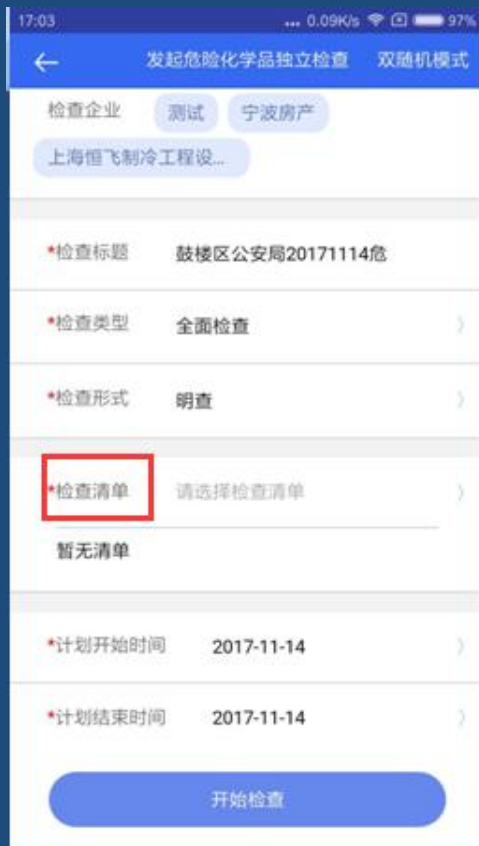 17:03 ... 0.09K/s 97%
发起危险化学品独立检查 双随机模式
检查企业 测试 宁波房产
上海恒飞制冷工程设...
*检查标题 鼓楼区公安局20171114危
*检查类型 全面检查
*检查形式 明查
*检查清单 请选择检查清单
暂无清单
*计划开始时间 2017-11-14
*计划结束时间 2017-11-14
开始检查